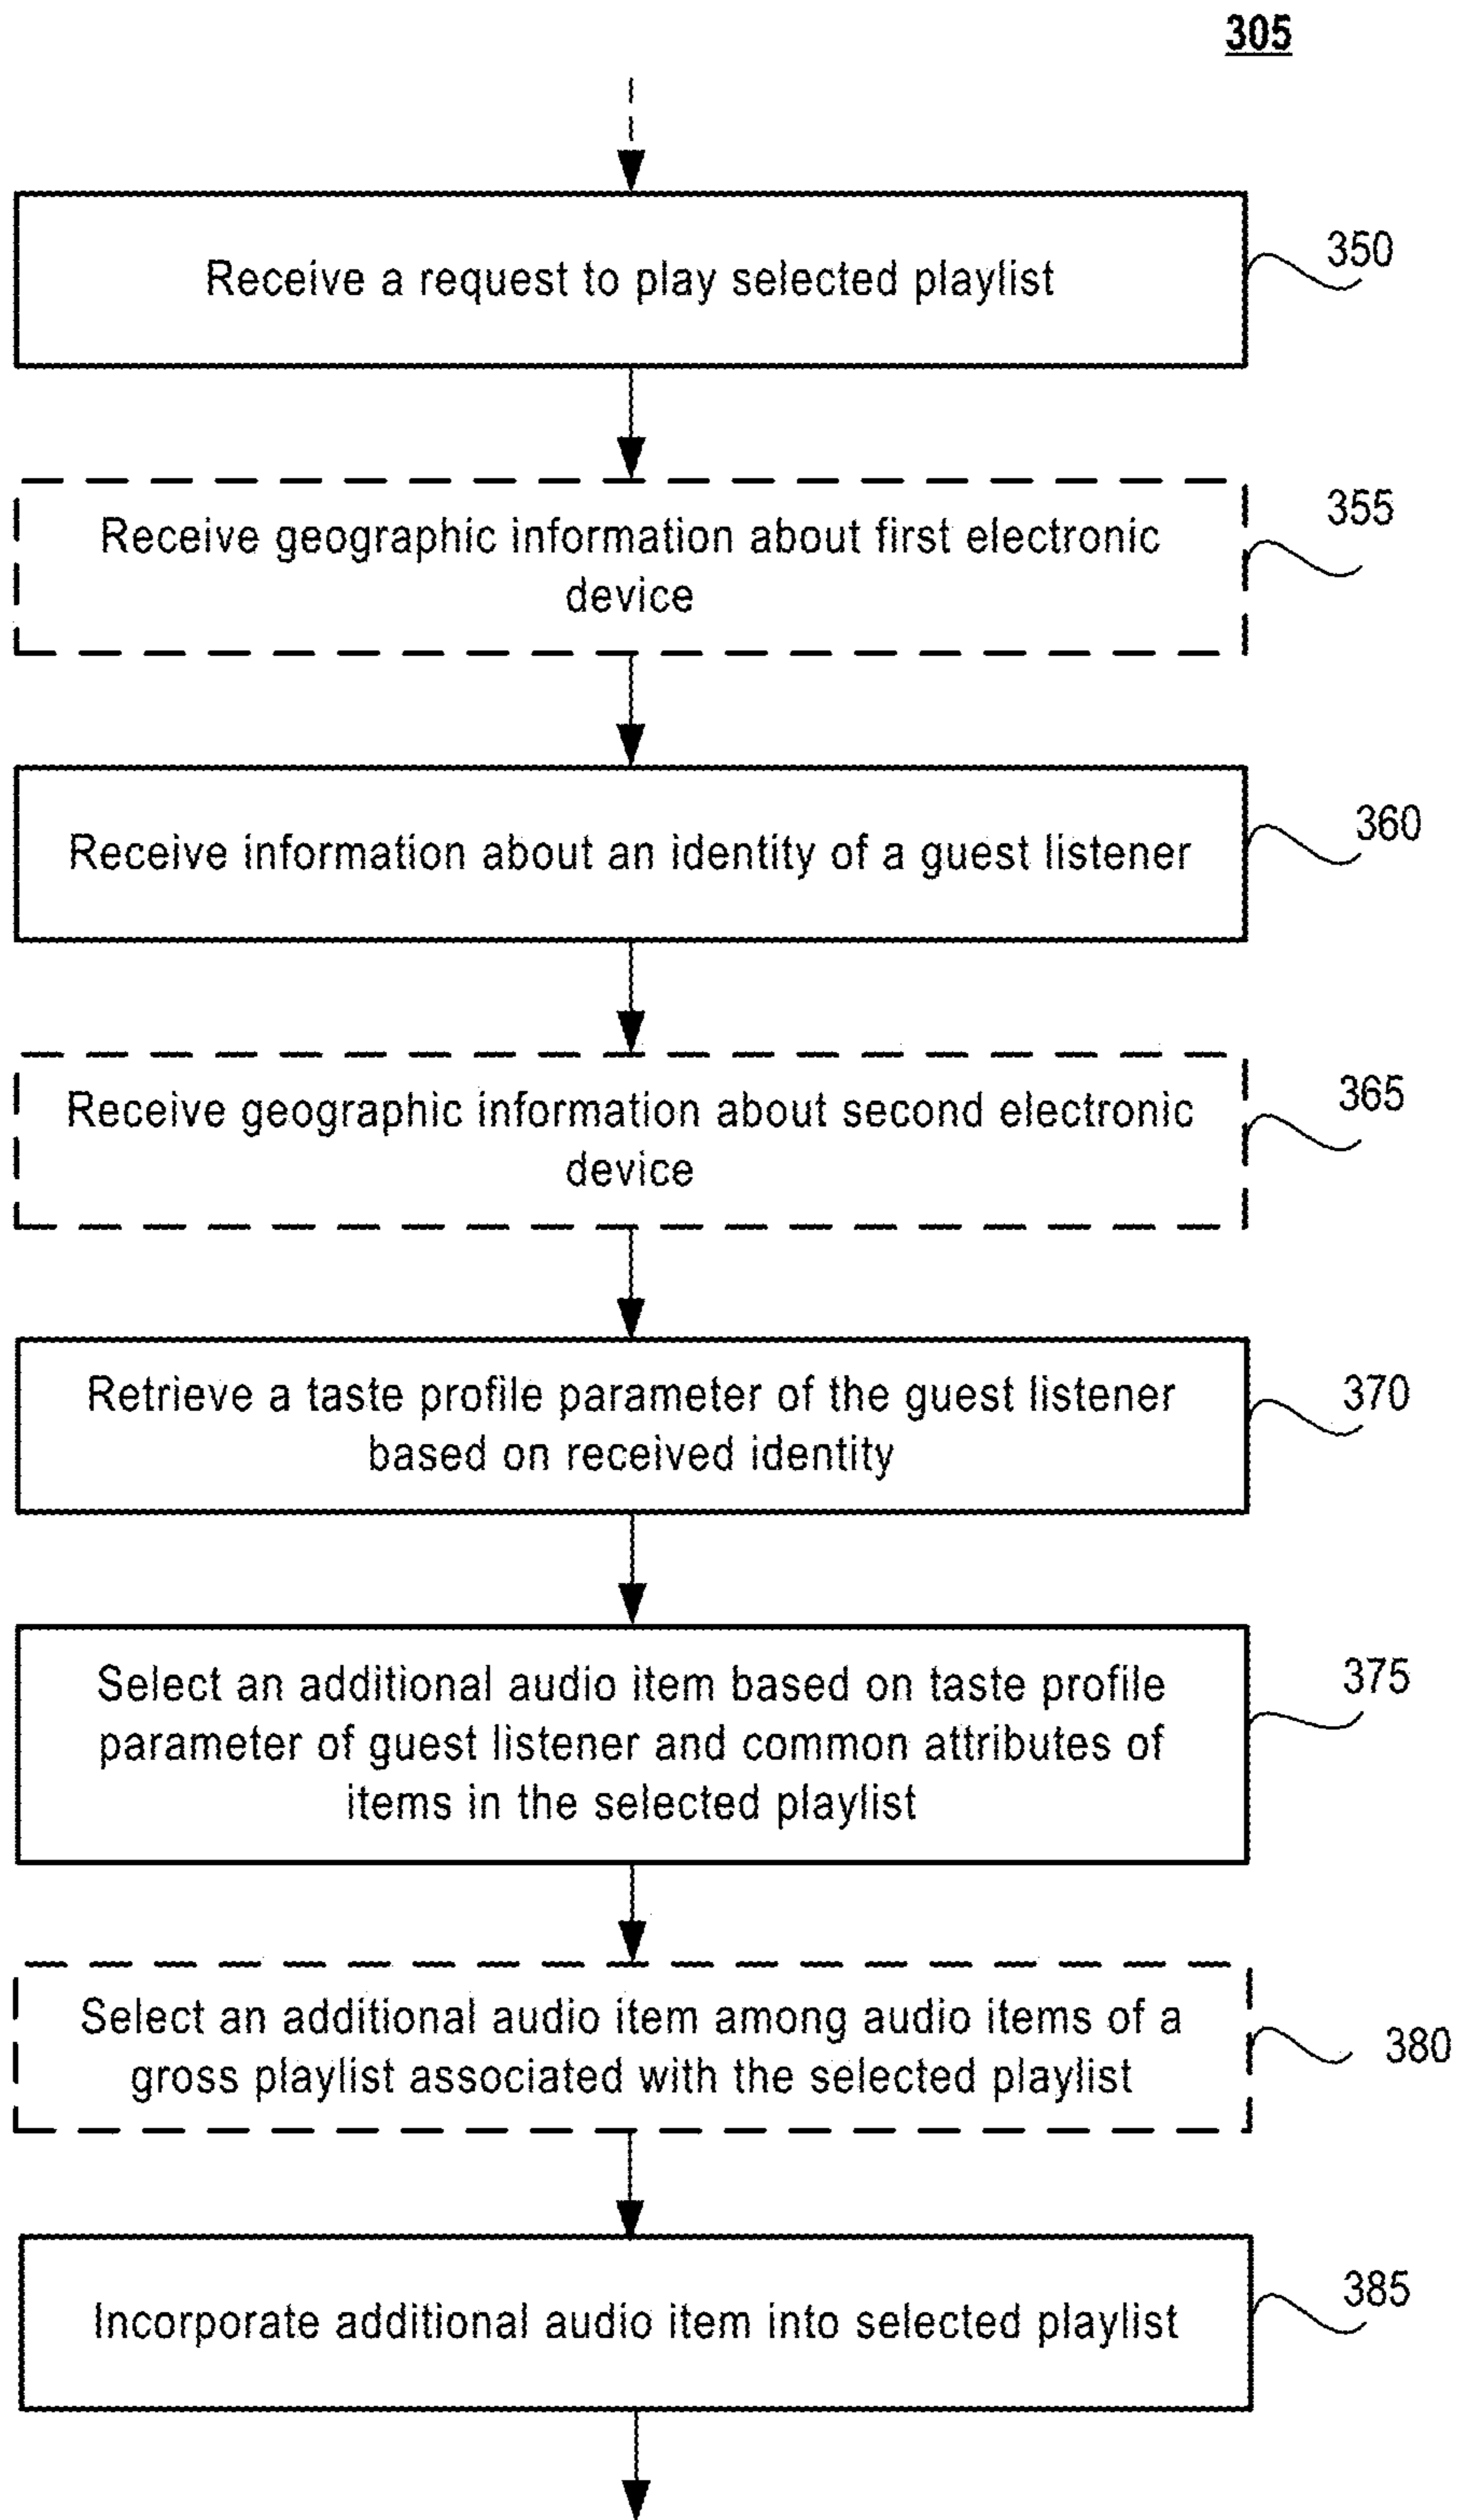 305
Receive a request to play selected playlist
350
Receive geographic information about first electronic
device
355
Receive information about an identity of a guest listener
360
Receive geographic information about second electronic
device
365
Retrieve a taste profile parameter of the guest listener
based on received identity
370
Select an additional audio item based on taste profile
parameter of guest listener and common attributes of
items in the selected playlist
375
Select an additional audio item among audio items of a
gross playlist associated with the selected playlist
380
Incorporate additional audio item into selected playlist
385